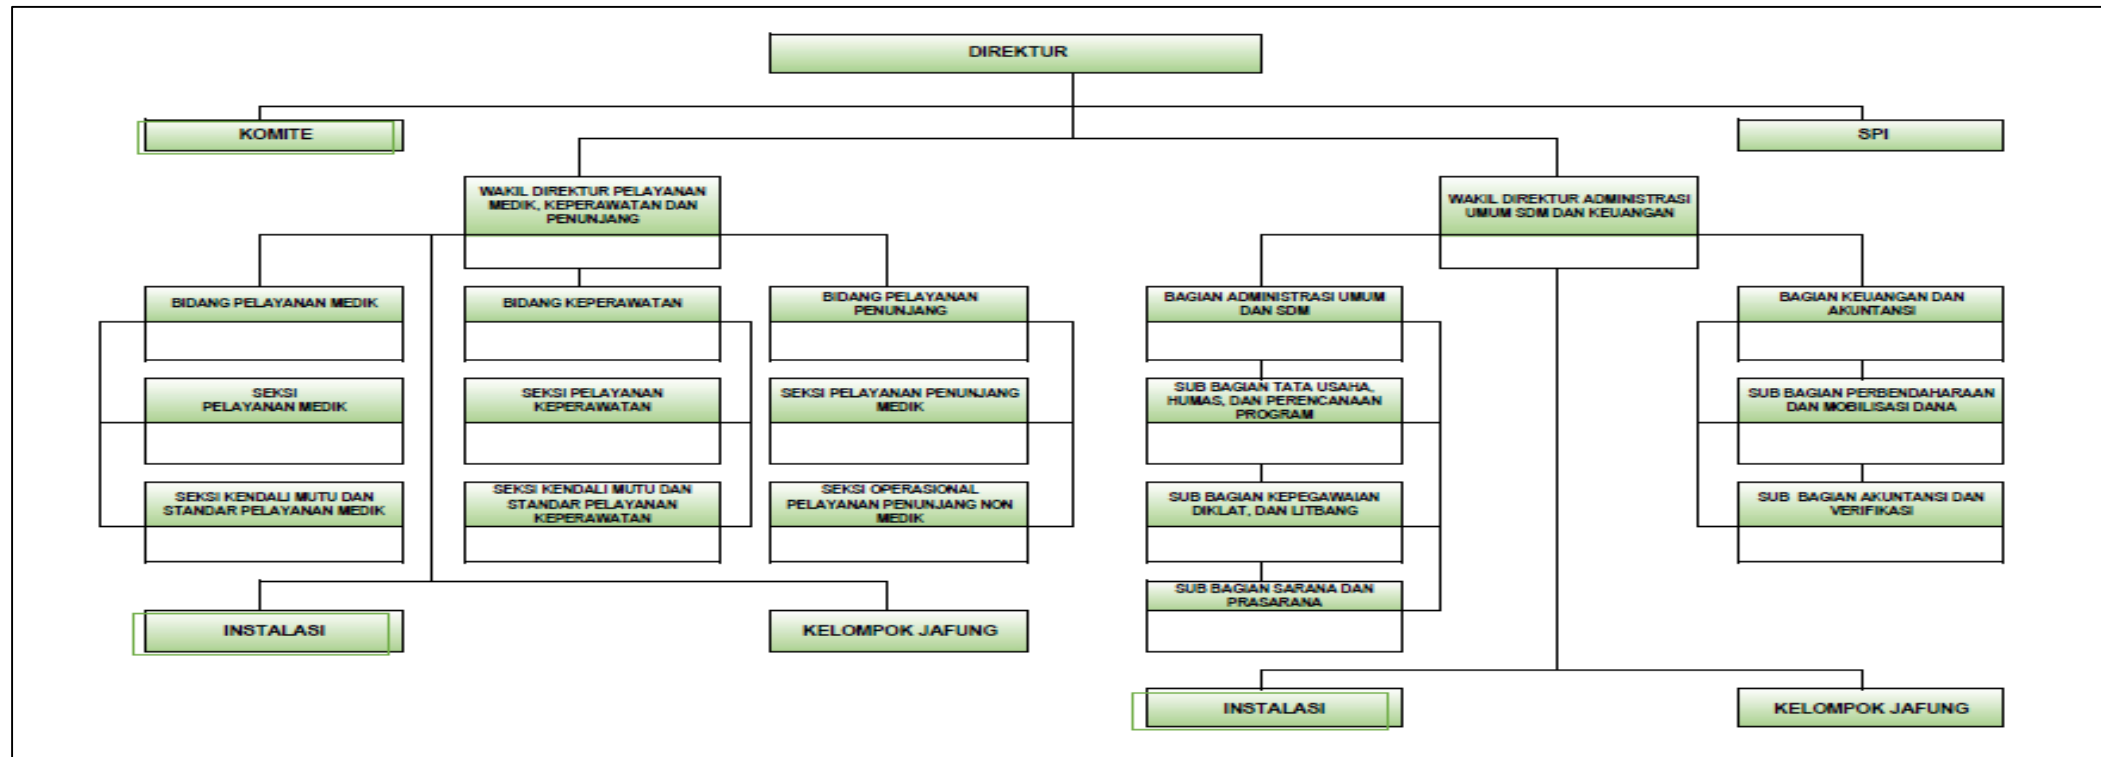 DIREKTUR
KOMITE
SPI
WAKIL DIREKTUR PELAYANAN
MEDIK, KEPERAWATAN DAN
PENUNJANG
WAKIL DIREKTUR ADMINISTRASI
UMUM SDM DAN KEUANGAN
BIDANG PELAYANAN MEDIK
BIDANG KEPERAWATAN
BIDANG PELAYANAN
PENUNJANG
BAGIAN ADMINISTRASI UMUM
DAN SDM
BAGIAN KEUANGAN DAN
AKUNTANSI
SEKSI
PELAYANAN MEDIK
SEKSI PELAYANAN
KEPERAWATAN
SEKSI PELAYANAN PENUNJANG
MEDIK
SUB BAGIAN TATA USAHA,
HUMAS, DAN PERENCANAAN
PROGRAM
SUB BAGIAN PERBENDAHARAAN
DAN MOBILISASI DANA
SEKSI KENDALI MUTU DAN
STANDAR PELAYANAN MEDIK
SEKSI KENDALI MUTU DAN
STANDAR PELAYANAN
KEPERAWATAN
SEKSI OPERASIONAL
PELAYANAN PENUNJANG NON
MEDIK
SUB BAGIAN KEPEGAWAIAN
DIKLAT, DAN LITBANG
SUB BAGIAN AKUNTANSI DAN
VERIFIKASI
SUB BAGIAN SARANA DAN
PRASARANA
INSTALASI
KELOMPOK JAFUNG
INSTALASI
KELOMPOK JAFUNG